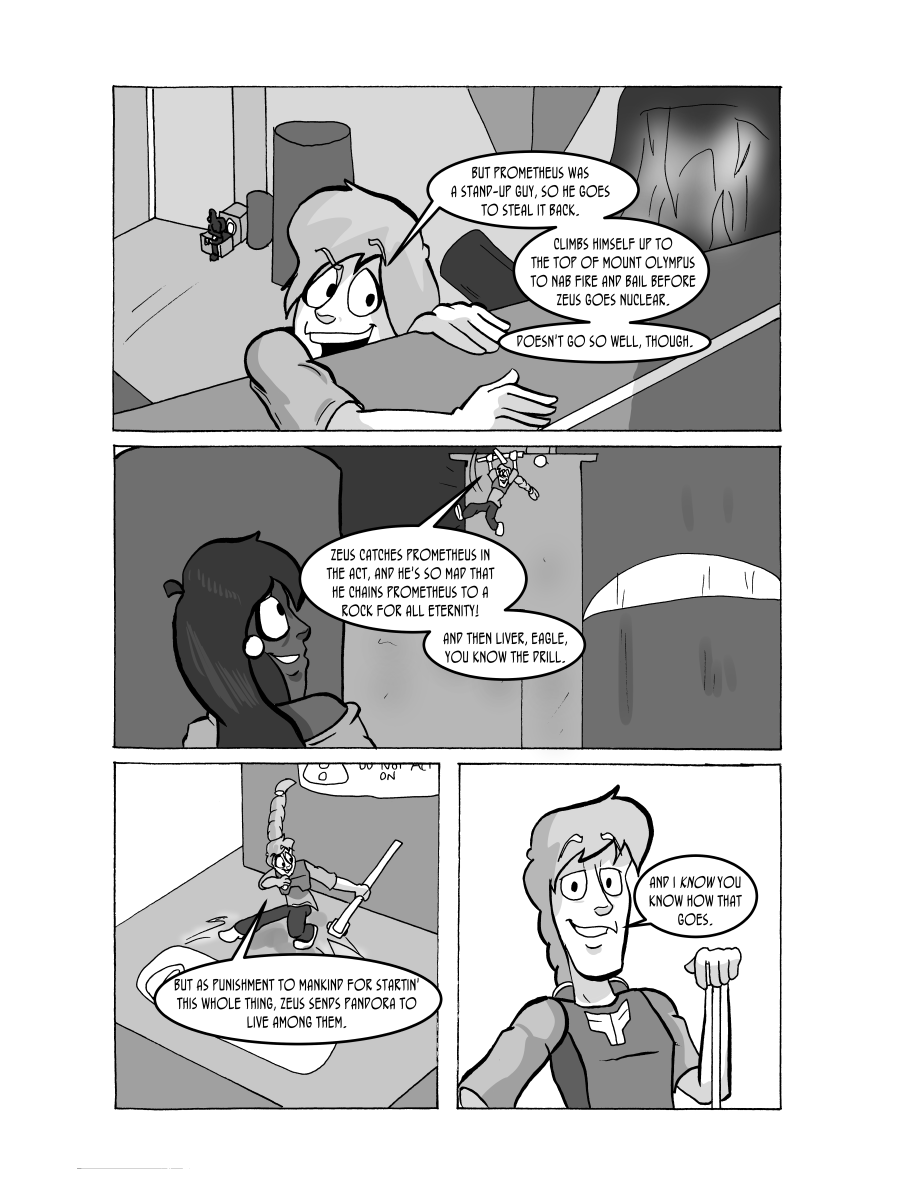 BUT PROMETHEUS WAS
A STAND-UP GUY, SO HE GOES
TO STEAL IT BACK.
CLIMBS HIMSELF UP TO
THE TOP OF MOUNT OLYMPUS
TO NAB FIRE AND BAIL BEFORE
ZEUS GOES NUCLEAR.
DOESN'T GO SO WELL, THOUGH.
ZEUS CATCHES PROMETHEUS IN
THE ACT, AND HE'S SO MAD THAT
HE CHAINS PROMETHEUS TO A
ROCK FOR ALL ETERNITY!
AND THEN LIVER, EAGLE,
YOU KNOW THE DRILL.
DO NOT ACT
ON
BUT AS PUNISHMENT TO MANKIND FOR STARTIN'
THIS WHOLE THING, ZEUS SENDS PANDORA TO
LIVE AMONG THEM.
AND I KNOW YOU
KNOW HOW THAT
GOES.